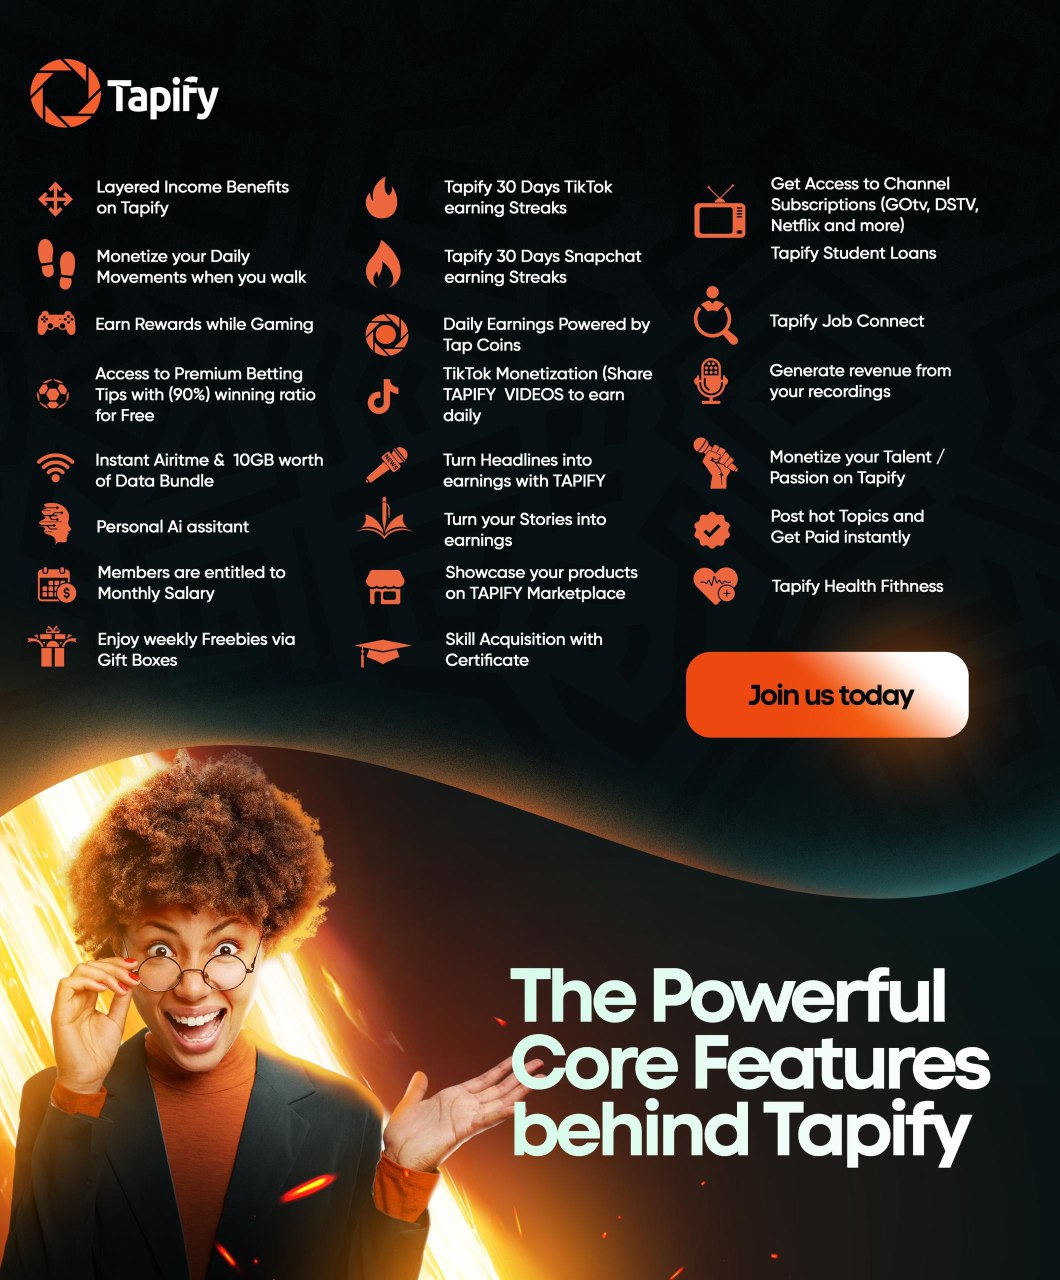 Tapify
Layered Income Benefits
on Tapify
Monetize your Daily
Movements when you walk
Earn Rewards while Gaming
Access to Premium Betting
Tips with (90%) winning ratio
for Free
Instant Airitme &  10GB worth
of Data Bundle
Personal Ai assitant
Members are entitled to
Monthly Salary
Enjoy weekly Freebies via
Gift Boxes
Tapify 30 Days TikTok
earning Streaks
Tapify 30 Days Snapchat
earning Streaks
Daily Earnings Powered by
Tap Coins
TikTok Monetization (Share
TAPIFY  VIDEOS to earn
daily
NEWS
Turn Headlines into
earnings with TAPIFY
Turn your Stories into
earnings
Showcase your products
on TAPIFY Marketplace
Skill Acquisition with
Certificate
Get Access to Channel
Subscriptions (GOtv, DSTV,
Netflix and more)
Tapify Student Loans
Tapify Job Connect
Generate revenue from
your recordings
Monetize your Talent /
Passion on Tapify
Post hot Topics and
Get Paid instantly
Tapify Health Fithness
Join us today
The Powerful
Core Features
behind Tapify